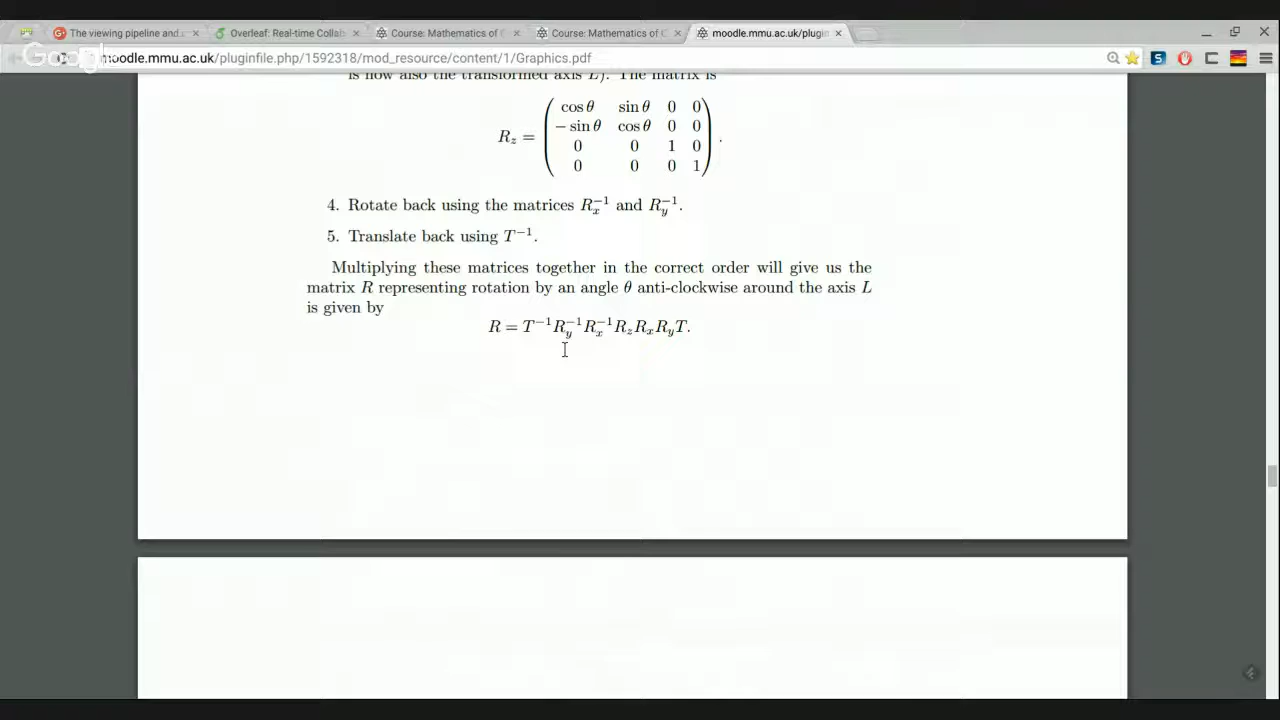 The viewing pipeline and
Overleaf: Real-time Collab
Course: Mathematics of
Course: Mathematics of
moodle.mmu.ac.uk/plugin
Google
moodle.mmu.ac.uk/pluginfile.php/1592318/mod_resource/content/1/Graphics.pdf
is now also the transformed axis L). The matrix is
R_z = ( cos θ sin θ 0 0
− sin θ cos θ 0 0
0 0 1 0
0 0 0 1 ) .
4. Rotate back using the matrices R_x^{−1} and R_y^{−1}.
5. Translate back using T^{−1}.
Multiplying these matrices together in the correct order will give us the
matrix R representing rotation by an angle θ anti-clockwise around the axis L
is given by
R = T^{−1}R_y^{−1}R_x^{−1}R_zR_xR_yT.